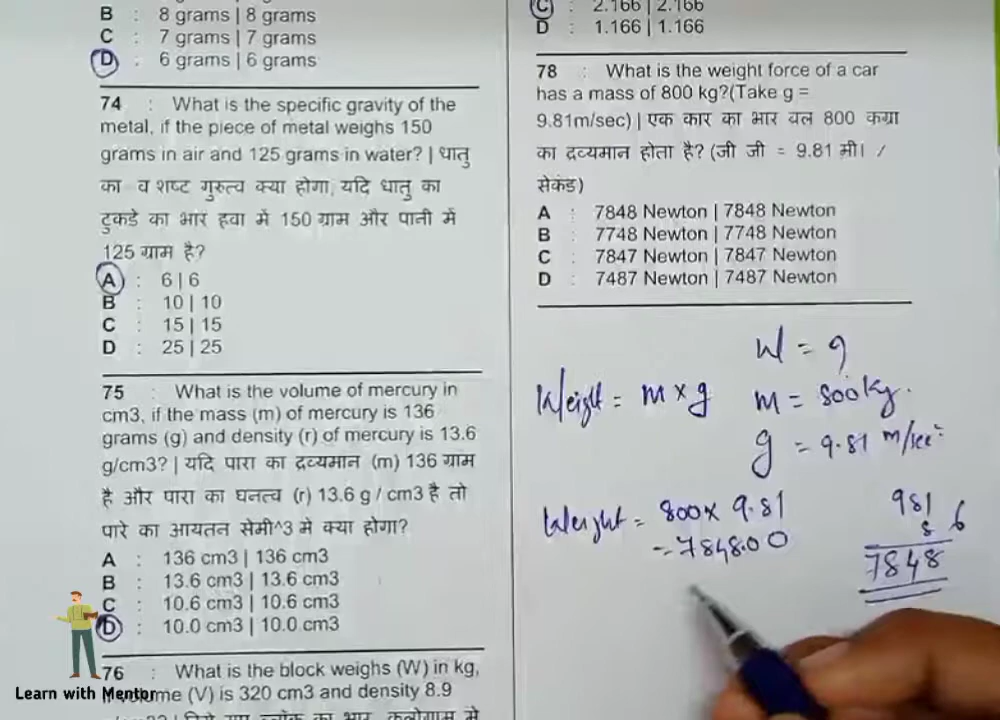 B : 8 grams | 8 grams
C : 7 grams | 7 grams
D : 6 grams | 6 grams
74 : What is the specific gravity of the
metal, if the piece of metal weighs 150
grams in air and 125 grams in water? | धातु
का व शष्ट गुरुत्व क्या होगा, यदि धातु का
टुकडे का भार हवा में 150 ग्राम और पानी में
125 ग्राम है?
A : 6 | 6
B : 10 | 10
C : 15 | 15
D : 25 | 25
75 : What is the volume of mercury in
cm3, if the mass (m) of mercury is 136
grams (g) and density (r) of mercury is 13.6
g/cm3? | यदि पारा का द्रव्यमान (m) 136 ग्राम
है और पारा का घनत्व (r) 13.6 g / cm3 है तो
पारे का आयतन सेमी^3 में क्या होगा?
A : 136 cm3 | 136 cm3
B : 13.6 cm3 | 13.6 cm3
C : 10.6 cm3 | 10.6 cm3
D : 10.0 cm3 | 10.0 cm3
76 : What is the block weighs (W) in kg,
(V) is 320 cm3 and density 8.9
Learn with Mentor
C : 2.166 | 2.166
D : 1.166 | 1.166
78 : What is the weight force of a car
has a mass of 800 kg?(Take g =
9.81m/sec) | एक कार का भार बल 800 कग्रा
का द्रव्यमान होता है? (जी जी = 9.81 मी। /
सेकंड)
A : 7848 Newton | 7848 Newton
B : 7748 Newton | 7748 Newton
C : 7847 Newton | 7847 Newton
D : 7487 Newton | 7487 Newton
W = ?
Weight = m x g
m = 800 kg.
g = 9.81 m/sec²
Weight = 800 x 9.81
= 7848.00
981
8 6
7848